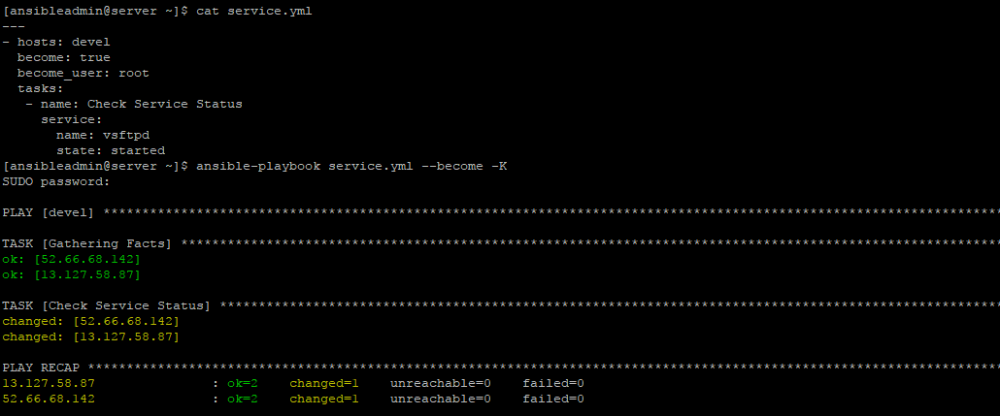 [ansibleadmin@server ~]$ cat service.yml
---
- hosts: devel
  become: true
  become_user: root
  tasks:
   - name: Check Service Status
     service:
       name: vsftpd
       state: started
[ansibleadmin@server ~]$ ansible-playbook service.yml --become -K
SUDO password:
PLAY [devel] *******************************************************************************************************************
TASK [Gathering Facts] *********************************************************************************************************
ok: [52.66.68.142]
ok: [13.127.58.87]
TASK [Check Service Status] ****************************************************************************************************
changed: [52.66.68.142]
changed: [13.127.58.87]
PLAY RECAP *********************************************************************************************************************
13.127.58.87               : ok=2    changed=1    unreachable=0    failed=0
52.66.68.142               : ok=2    changed=1    unreachable=0    failed=0